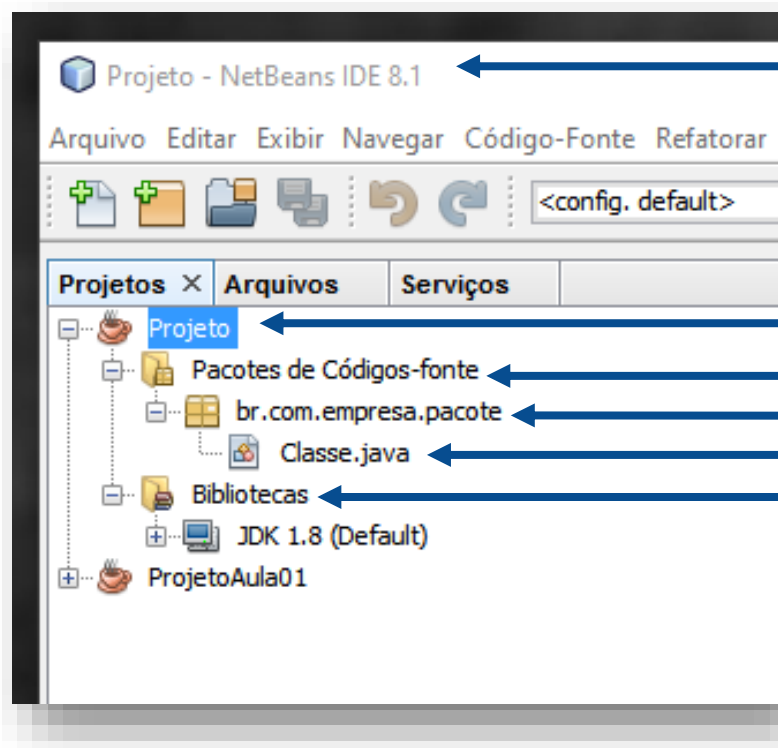 Projeto - NetBeans IDE 8.1
Arquivo Editar Exibir Navegar Código-Fonte Refatorar
<config. default>
Projetos Arquivos Serviços
Projeto
Pacotes de Códigos-fonte
br.com.empresa.pacote
Classe.java
Bibliotecas
JDK 1.8 (Default)
ProjetoAula01